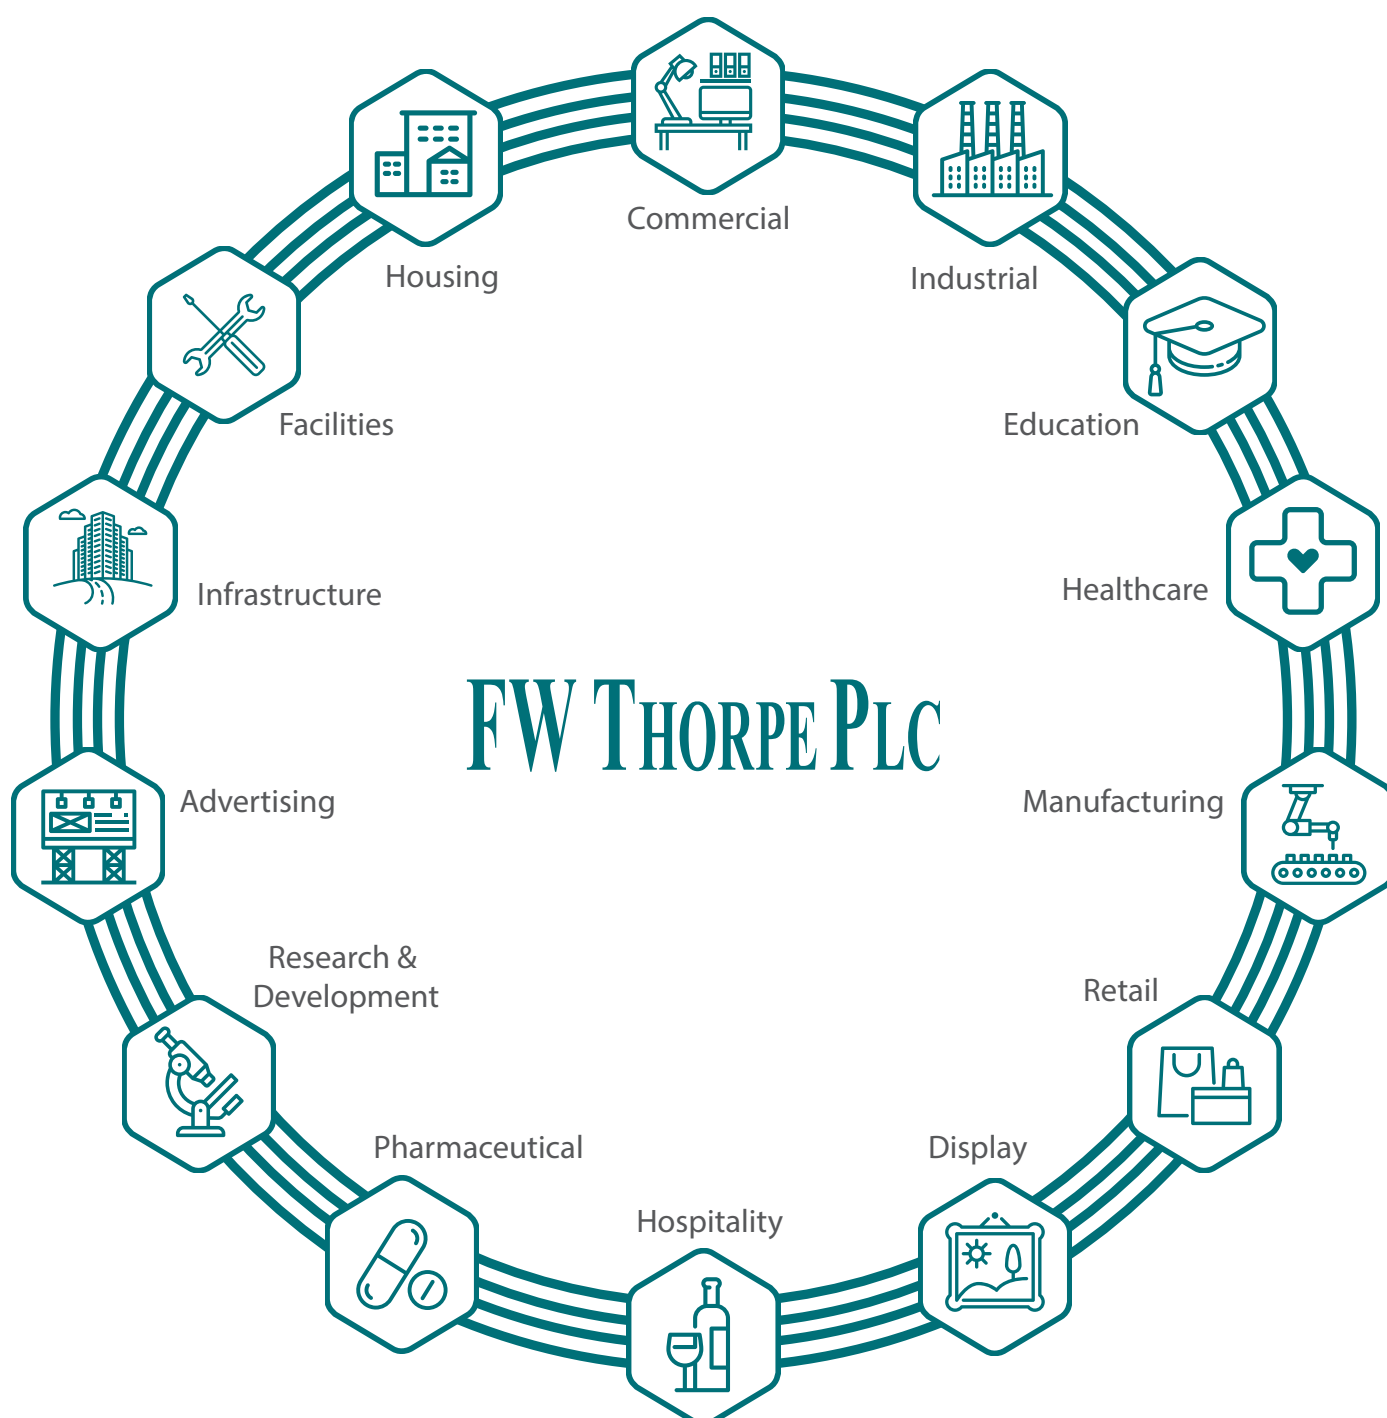 Commercial
Housing
Industrial
Facilities
Education
Healthcare
Infrastructure
FW THORPE PLC
Advertising
Manufacturing
Research &
Development
Retail
Pharmaceutical
Display
Hospitality